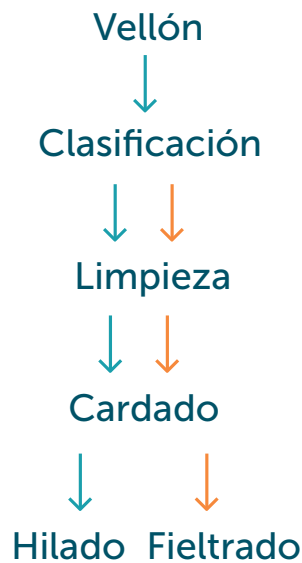 Vellón
Clasificación
Limpieza
Cardado
Hilado Fieltrado